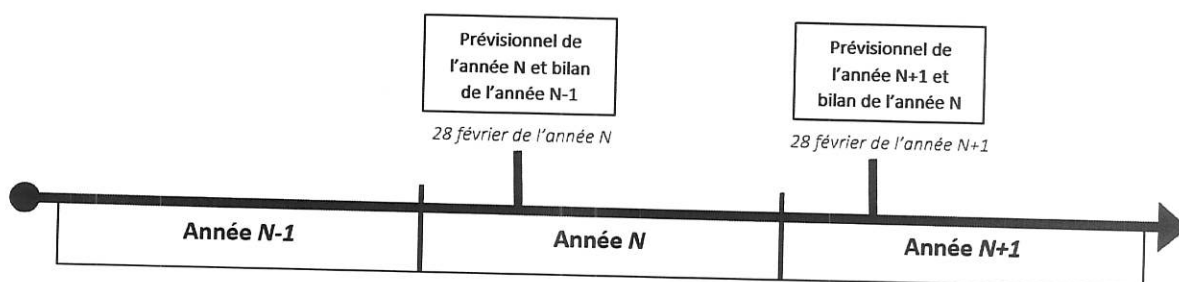 Prévisionnel de
l'année N et bilan
de l'année N-1
28 février de l'année N
Prévisionnel de
l'année N+1 et
bilan de l'année N
28 février de l'année N+1
Année N-1
Année N
Année N+1